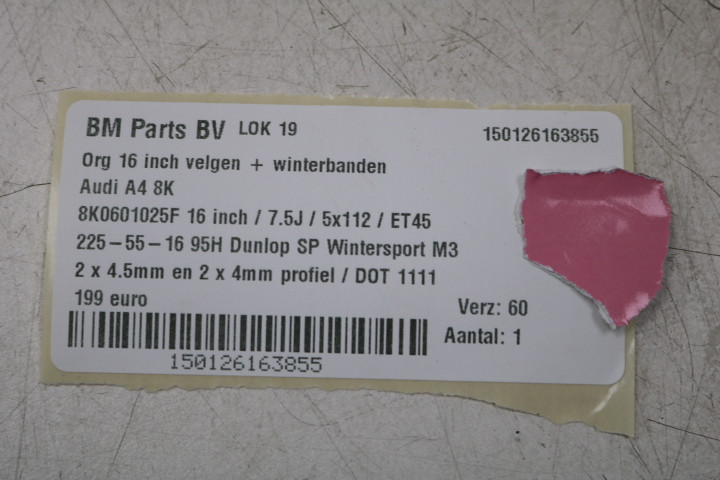 BM Parts BV LOK 19 150126163855
Org 16 inch velgen + winterbanden
Audi A4 8K
8K0601025F 16 inch / 7.5J / 5x112 / ET45
225-55-16 95H Dunlop SP Wintersport M3
2 x 4.5mm en 2 x 4mm profiel / DOT 1111
199 euro
Verz: 60
Aantal: 1
150126163855